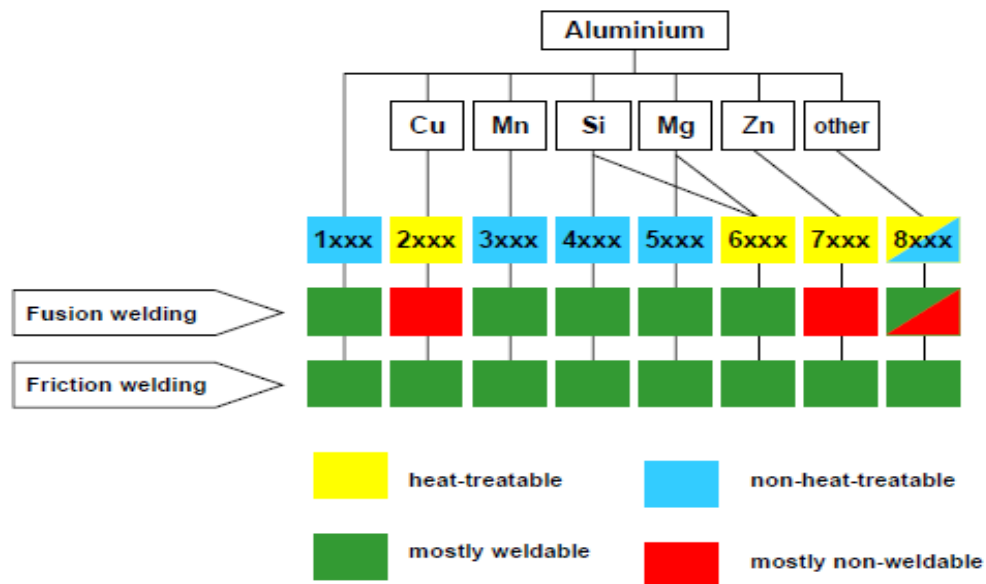 Aluminium
Cu Mn Si Mg Zn other
1xxx 2xxx 3xxx 4xxx 5xxx 6xxx 7xxx 8xxx
Fusion welding
Friction welding
heat-treatable non-heat-treatable
mostly weldable mostly non-weldable